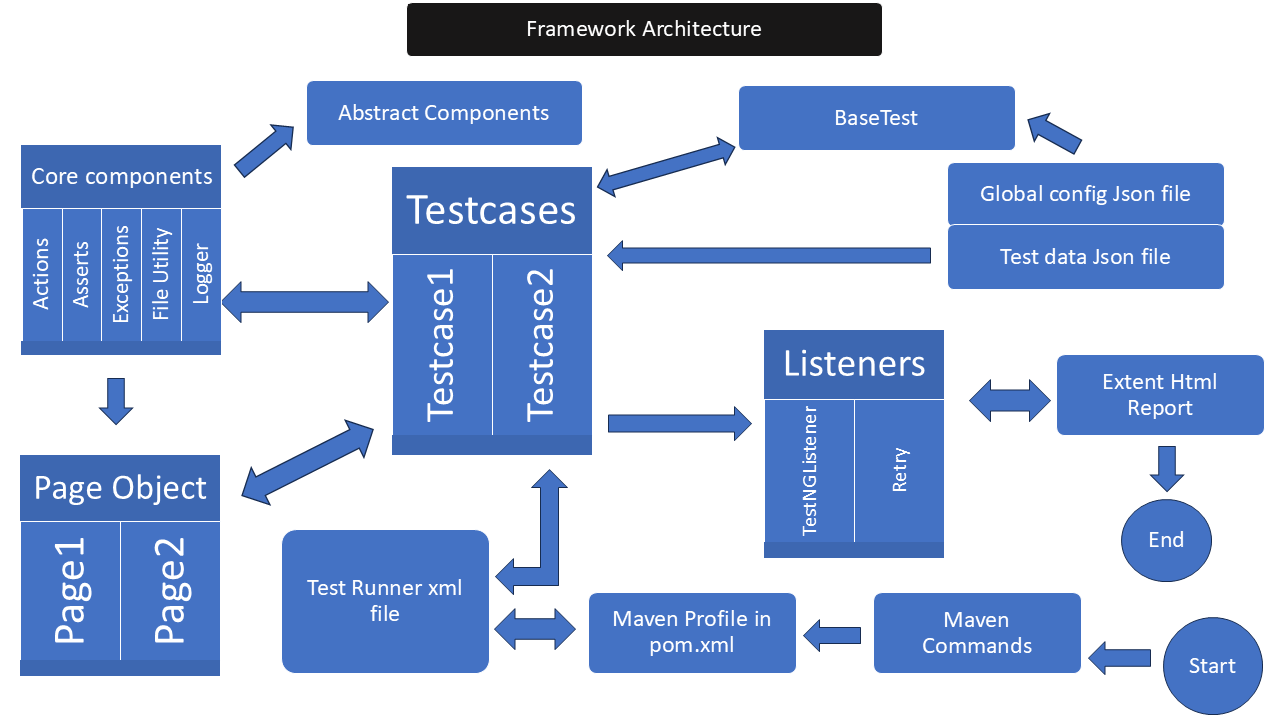 Framework Architecture
Abstract Components
BaseTest
Core components
Actions
Asserts
Exceptions
File Utility
Logger
Testcases
Testcase1
Testcase2
Global config Json file
Test data Json file
Listeners
TestNGListener
Retry
Extent Html
Report
End
Page Object
Page1
Page2
Test Runner xml
file
Maven Profile in
pom.xml
Maven
Commands
Start